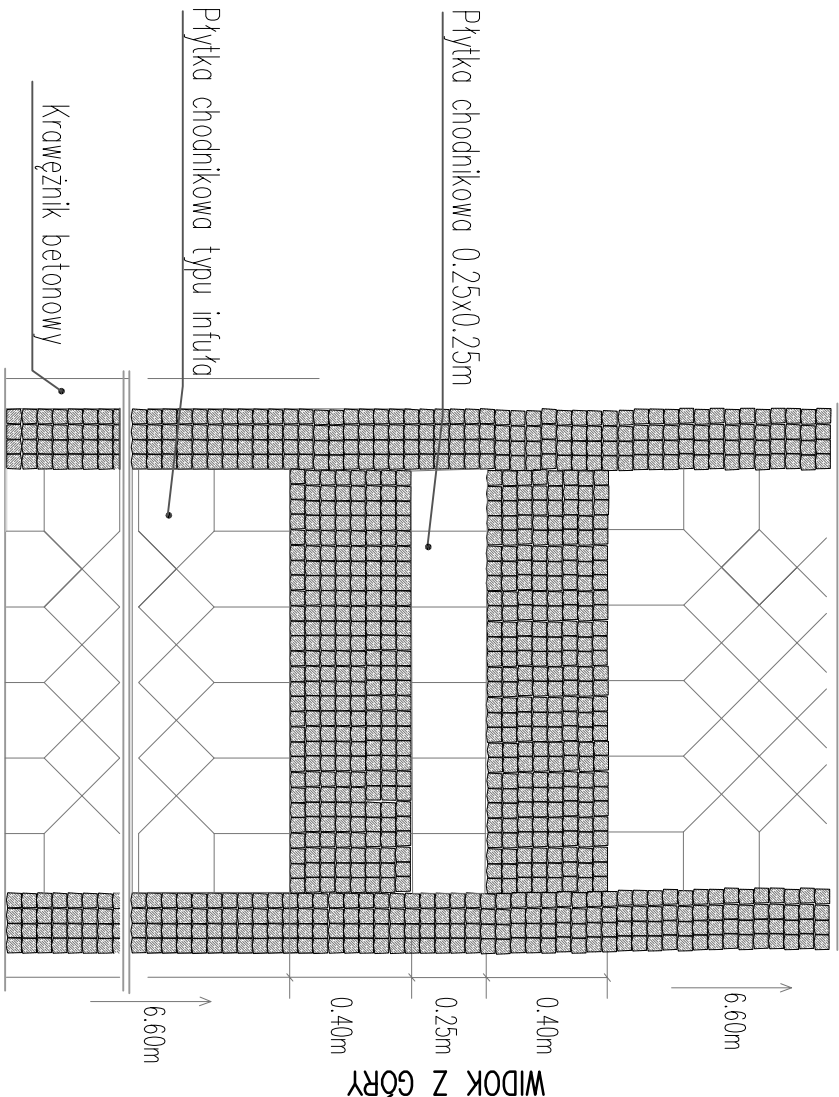 Płytka chodnikowa 0.25x0.25m
Płytka chodnikowa typu infuła
Krawężnik betonowy
6.60m
0.40m
0.25m
0.40m
6.60m
WIDOK Z GÓRY